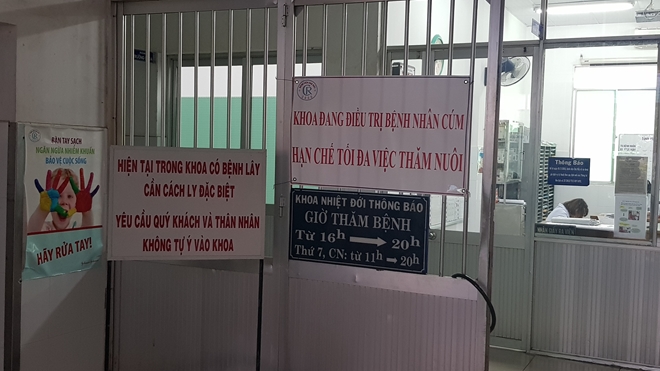 BÀN TAY SẠCH
NGĂN NGỪA NHIỄM KHUẨN
BẢO VỆ CUỘC SỐNG
HÃY RỬA TAY!
HIỆN TẠI TRONG KHOA CÓ BỆNH LÂY
CẦN CÁCH LY ĐẶC BIỆT
YÊU CẦU QUÝ KHÁCH VÀ THÂN NHÂN
KHÔNG TỰ Ý VÀO KHOA
KHOA ĐANG ĐIỀU TRỊ BỆNH NHÂN CÚM
HẠN CHẾ TỐI ĐA VIỆC THĂM NUÔI
KHOA NHIỆT ĐỚI THÔNG BÁO
GIỜ THĂM BỆNH
Từ 16h → 20h
Thứ 7, CN: từ 11h → 20h
Thông Báo